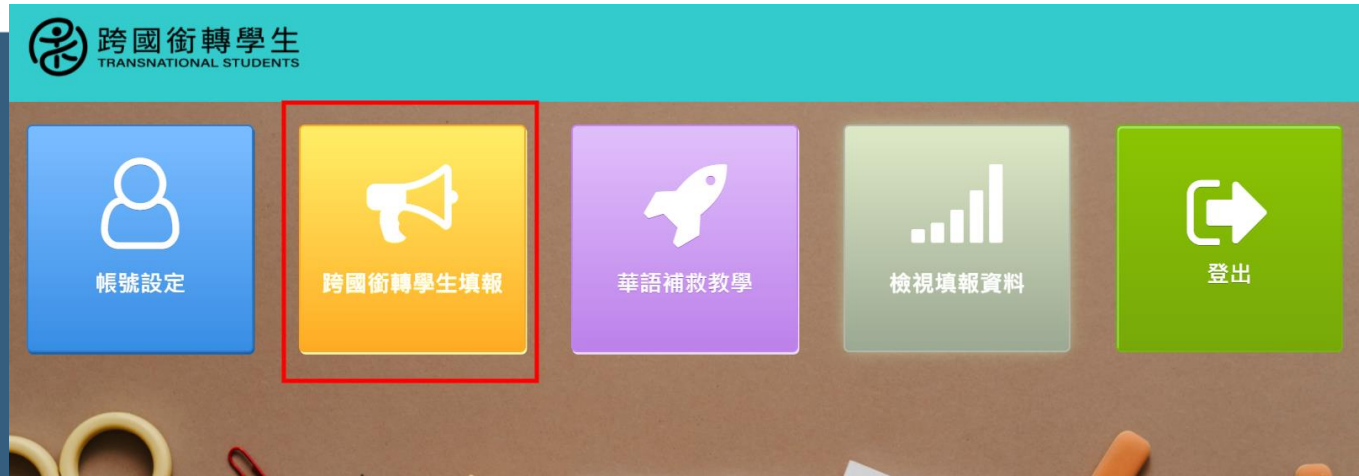 跨國銜轉學生
TRANSNATIONAL STUDENTS
帳號設定
跨國銜轉學生填報
華語補救教學
檢視填報資料
登出